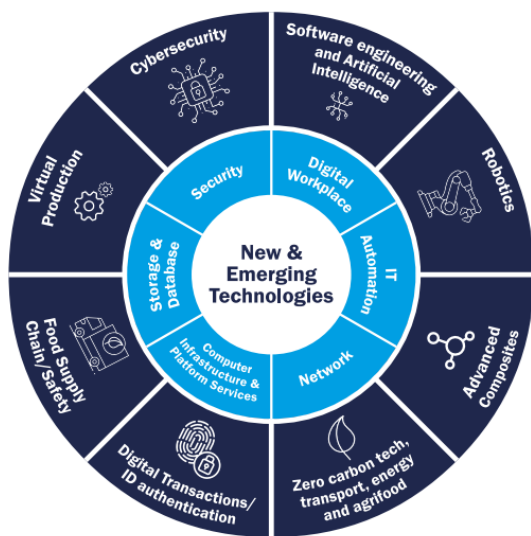 New &
Emerging
Technologies
Digital
Workplace
IT
Automation
Network
Computer
Infrastructure &
Platform Services
Storage &
Database
Security
Software engineering
and Artificial
Intelligence
Robotics
Advanced
Composites
Zero carbon tech,
transport, energy
and agrifood
Digital Transactions/
ID authentication
Food Supply
Chain/Safety
Virtual
Production
Cybersecurity